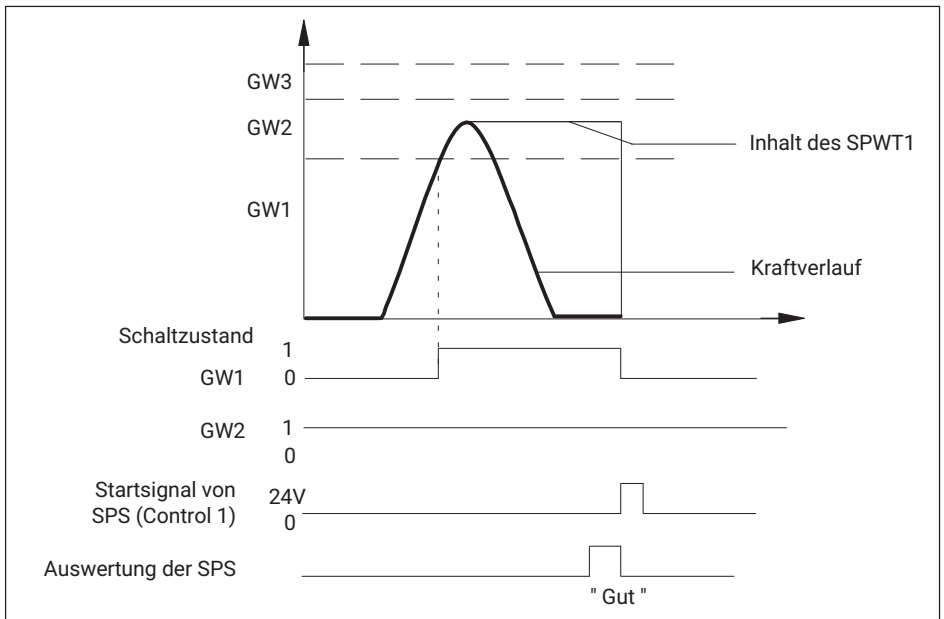 GW3
GW2
Inhalt des SPWT1
GW1
Kraftverlauf
Schaltzustand
1
GW1 0
GW2 1
0
Startsignal von 24V
SPS (Control 1) 0
Auswertung der SPS
" Gut "